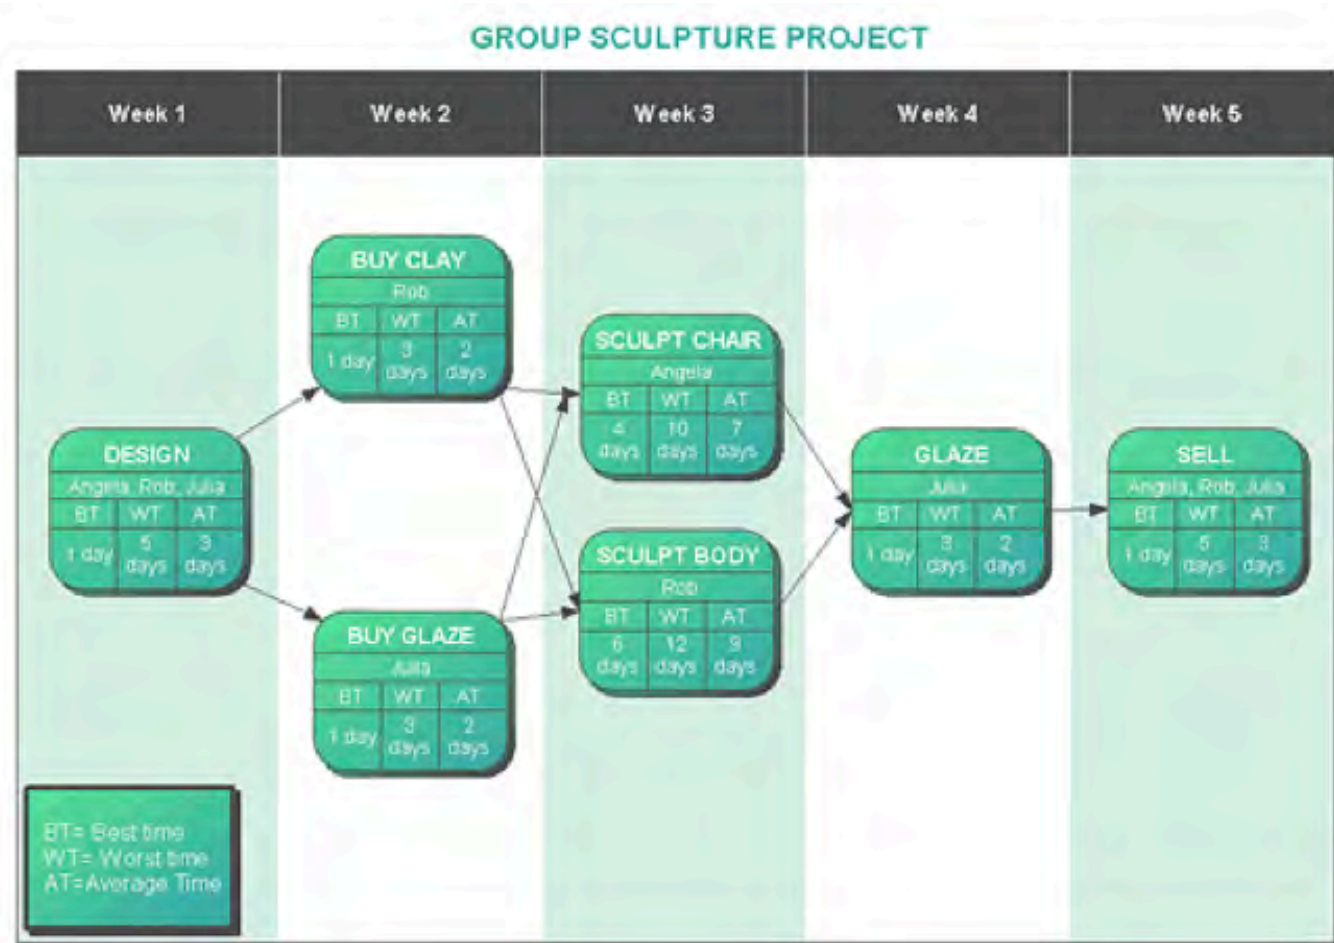 GROUP SCULPTURE PROJECT
Week 1
Week 2
Week 3
Week 4
Week 5
DESIGN
Angela, Rob, Julia
BT WT AT
1 day 5 days 3 days
BUY CLAY
Rob
BT WT AT
1 day 3 days 2 days
BUY GLAZE
Julia
BT WT AT
1 day 3 days 2 days
SCULPT CHAIR
Angela
BT WT AT
4 days 10 days 7 days
SCULPT BODY
Rob
BT WT AT
6 days 12 days 9 days
GLAZE
Julia
BT WT AT
1 day 3 days 2 days
SELL
Angela, Rob, Julia
BT WT AT
1 day 5 days 3 days
BT= Best time
WT= Worst time
AT=Average Time